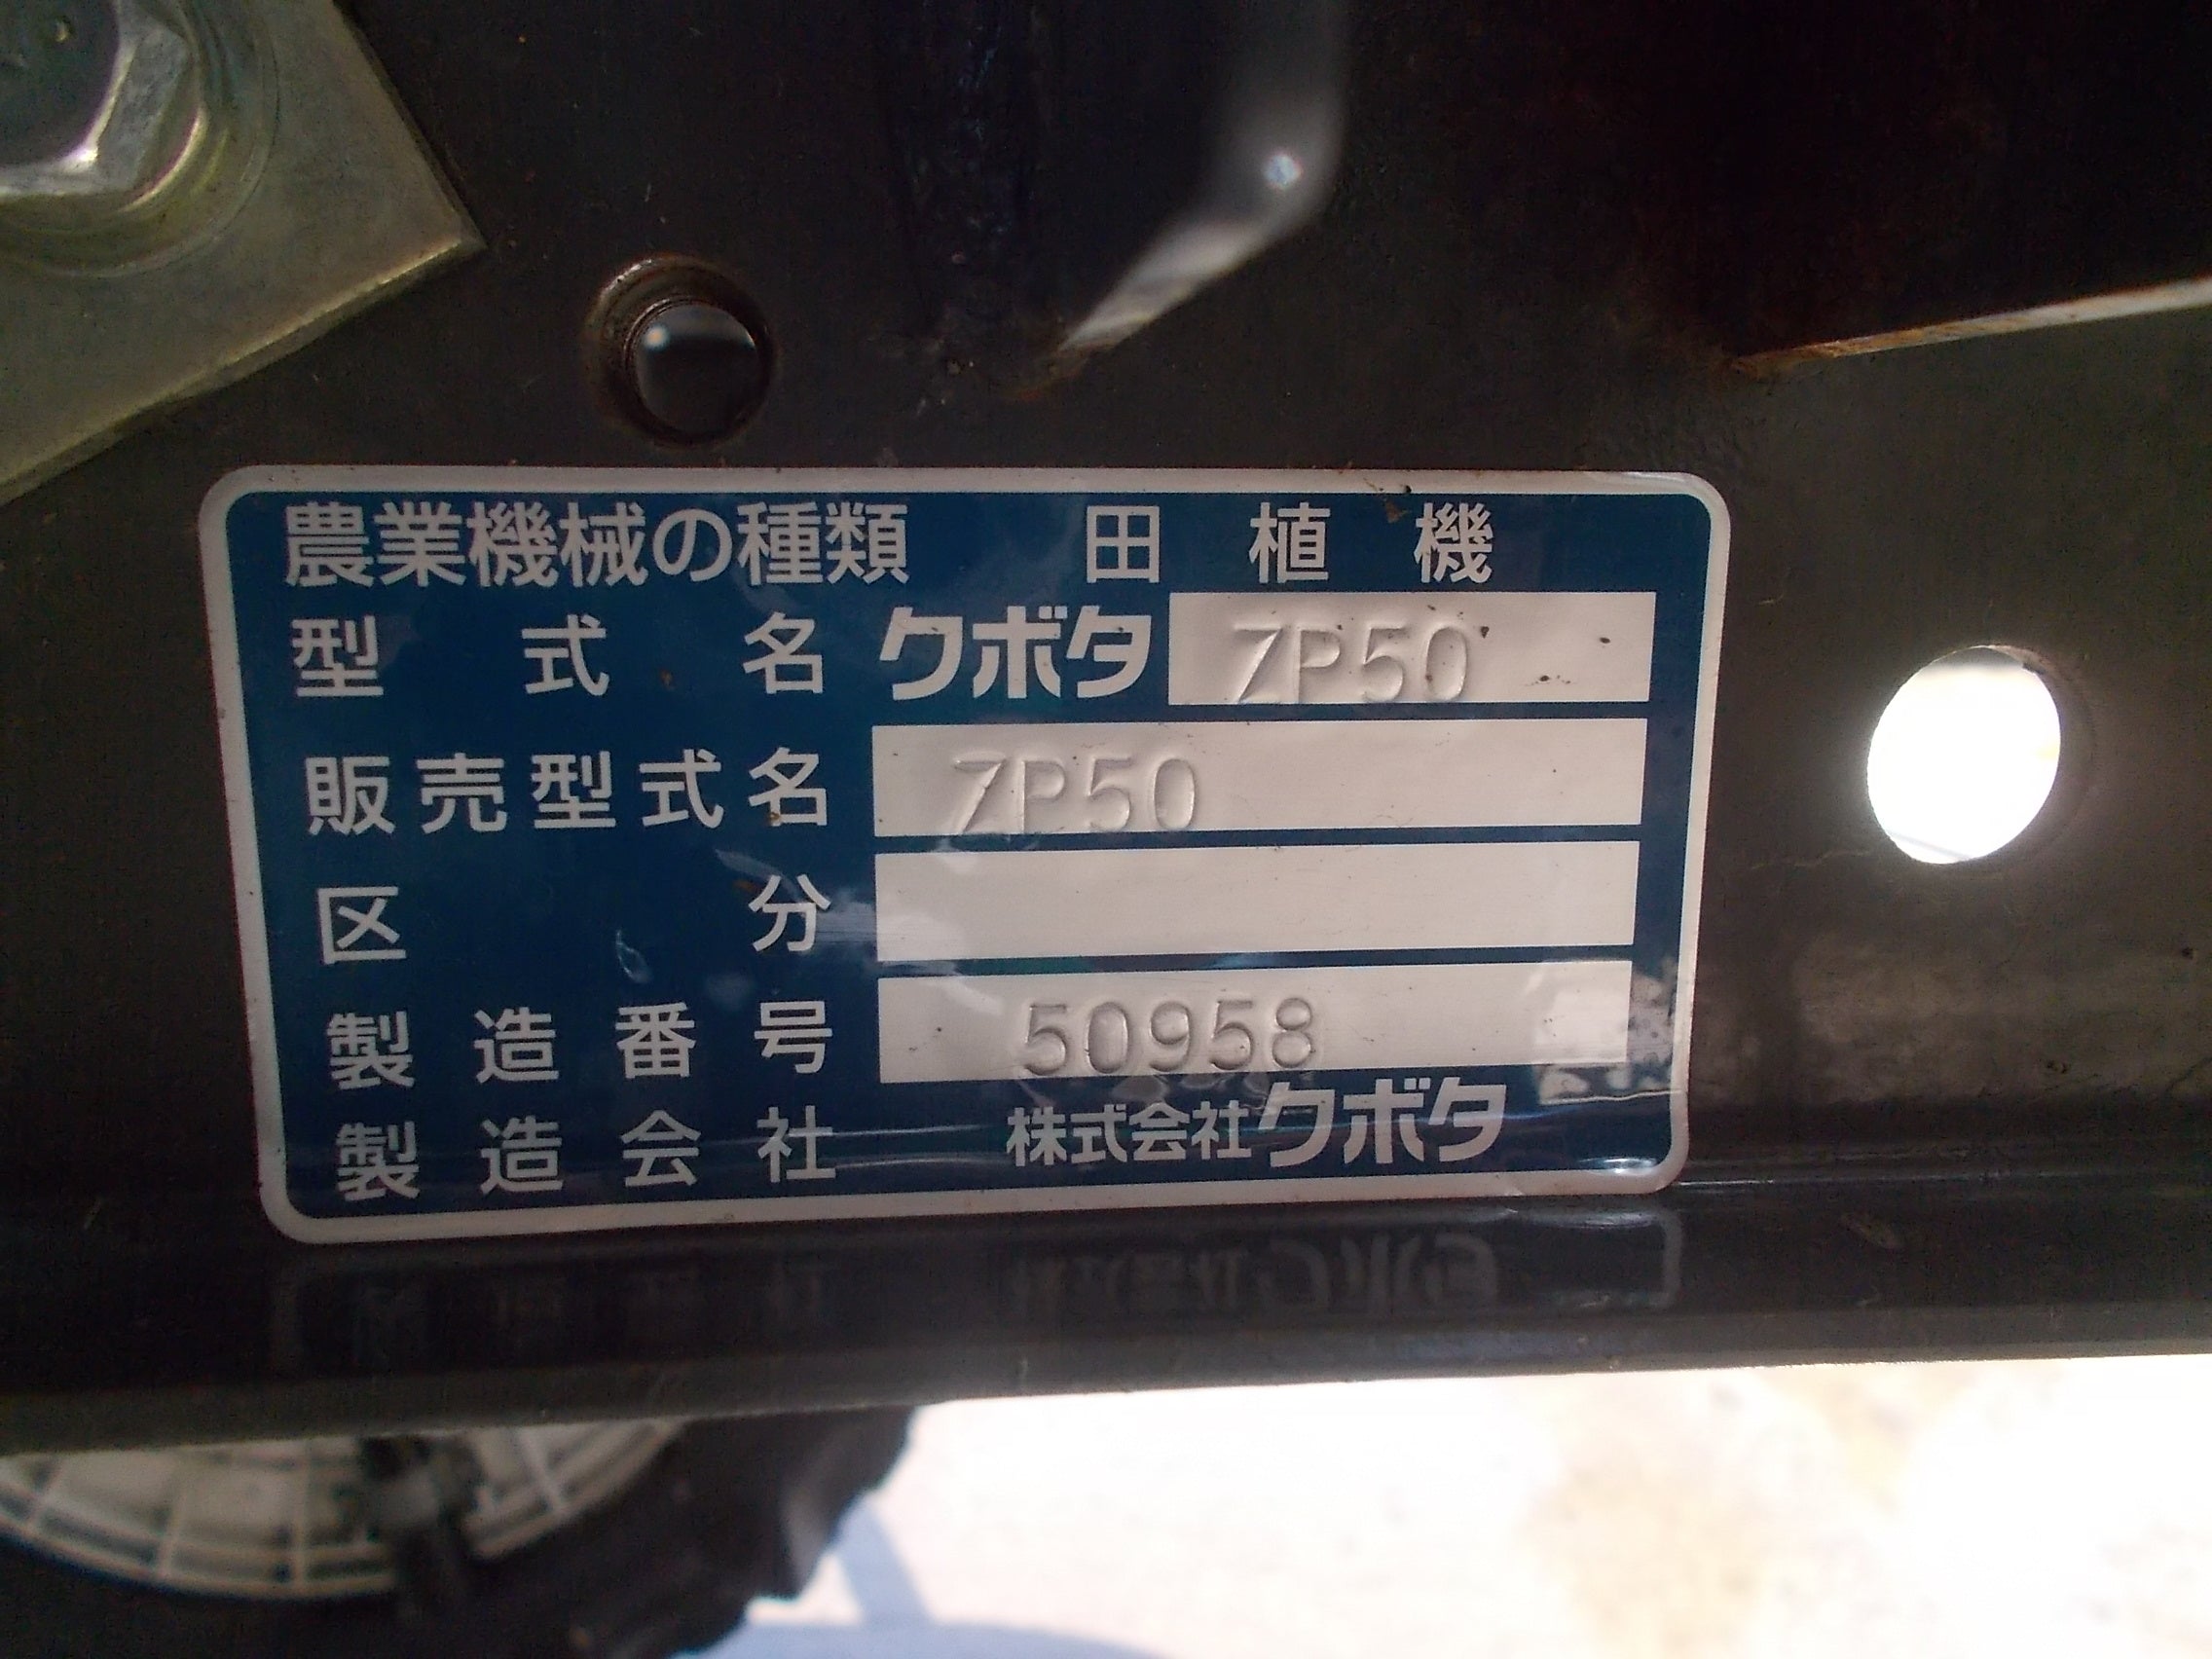 農業機械の種類 田植機
型式名 クボタ ZP50
販売型式名 ZP50
区分
製造番号 50958
製造会社 株式会社クボタ